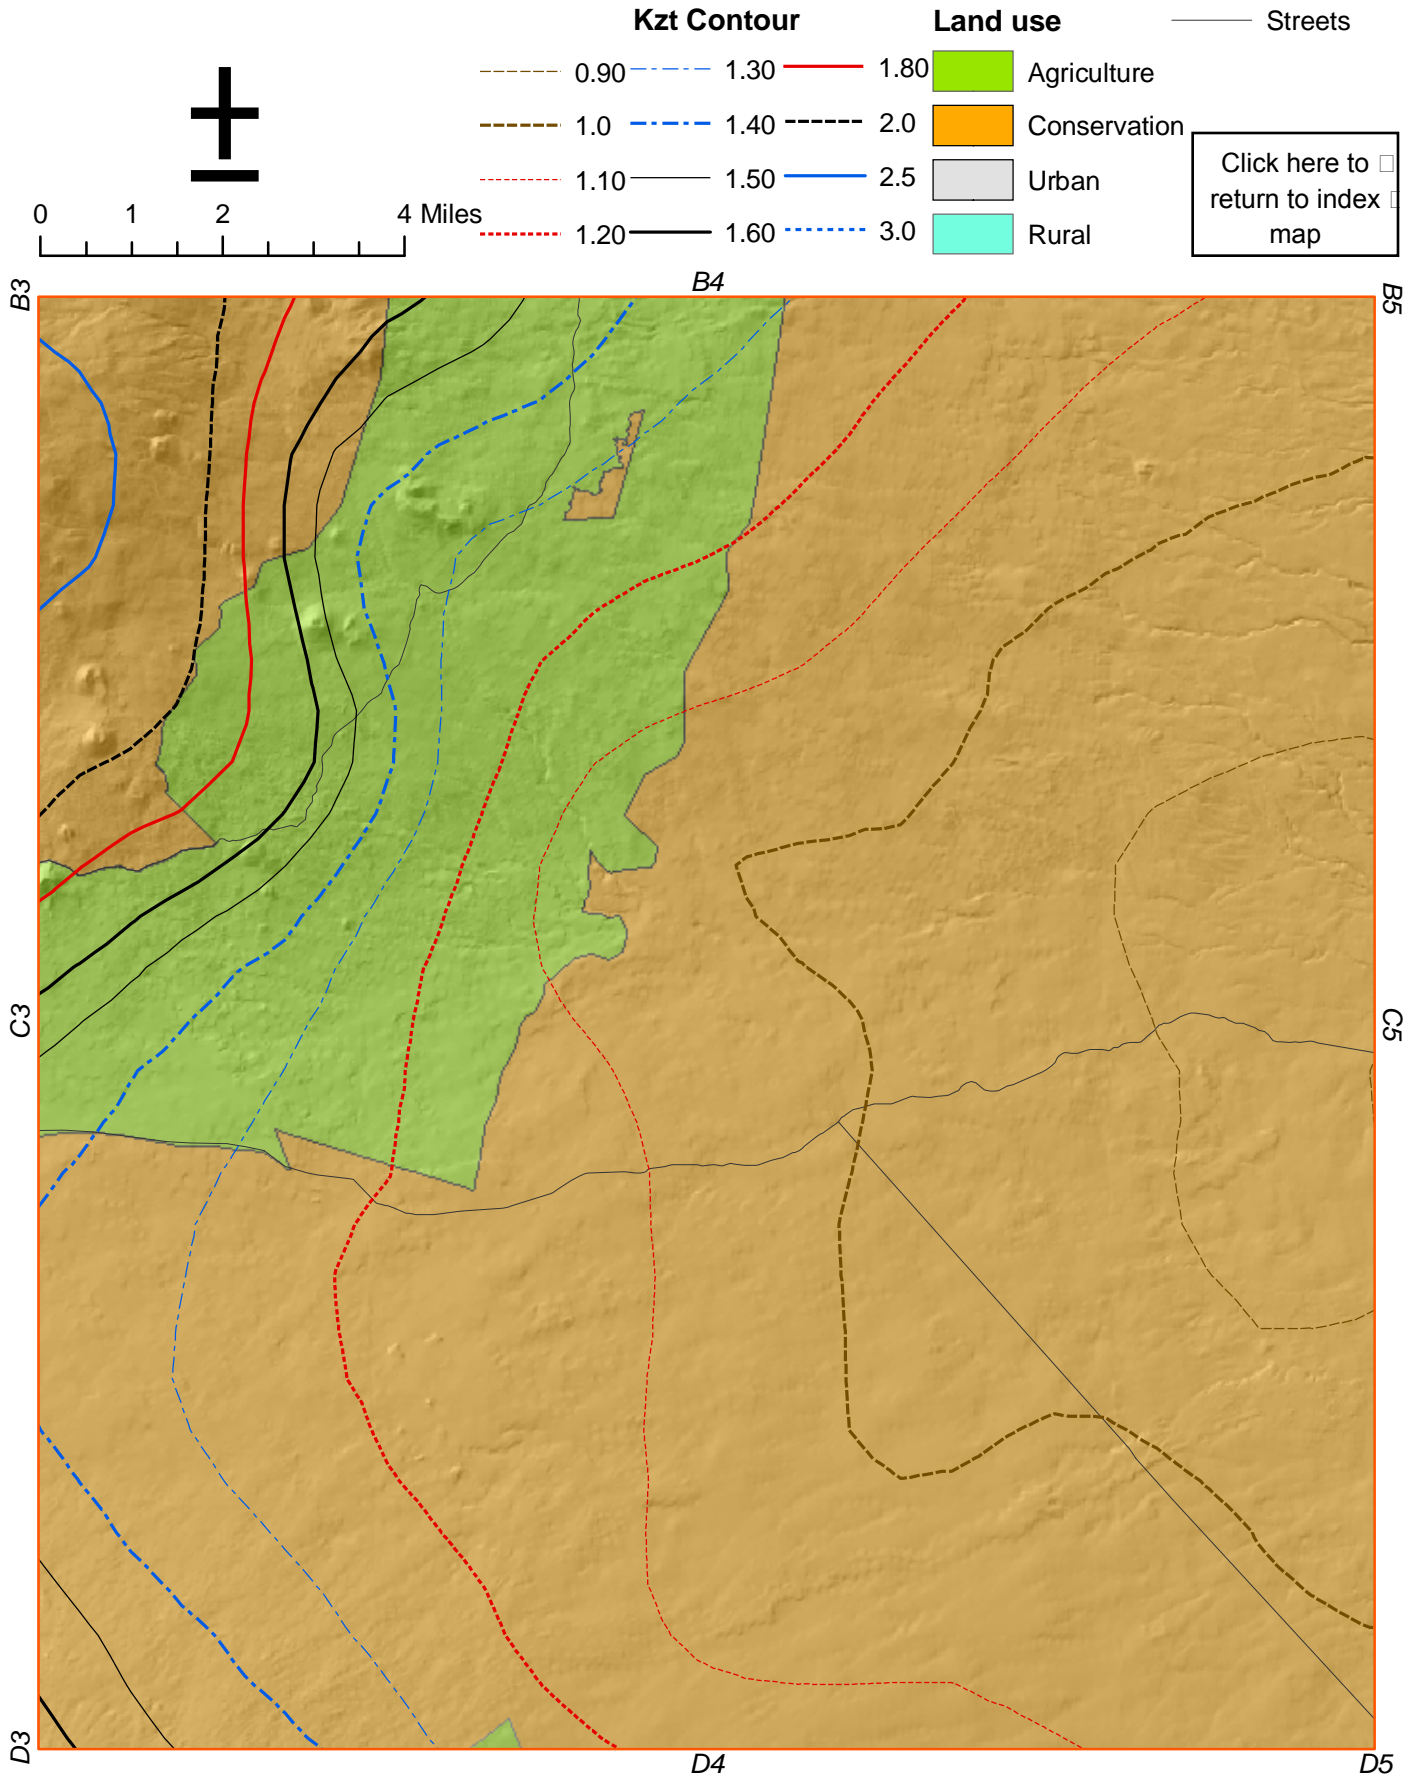 Kzt Contour Land use Streets
0.90 1.30 1.80 Agriculture
1.0 1.40 2.0 Conservation
1.10 1.50 2.5 Urban
1.20 1.60 3.0 Rural
Click here to
return to index
map
0 1 2 4 Miles
B3 B4 B5
C3 C5
D3 D4 D5